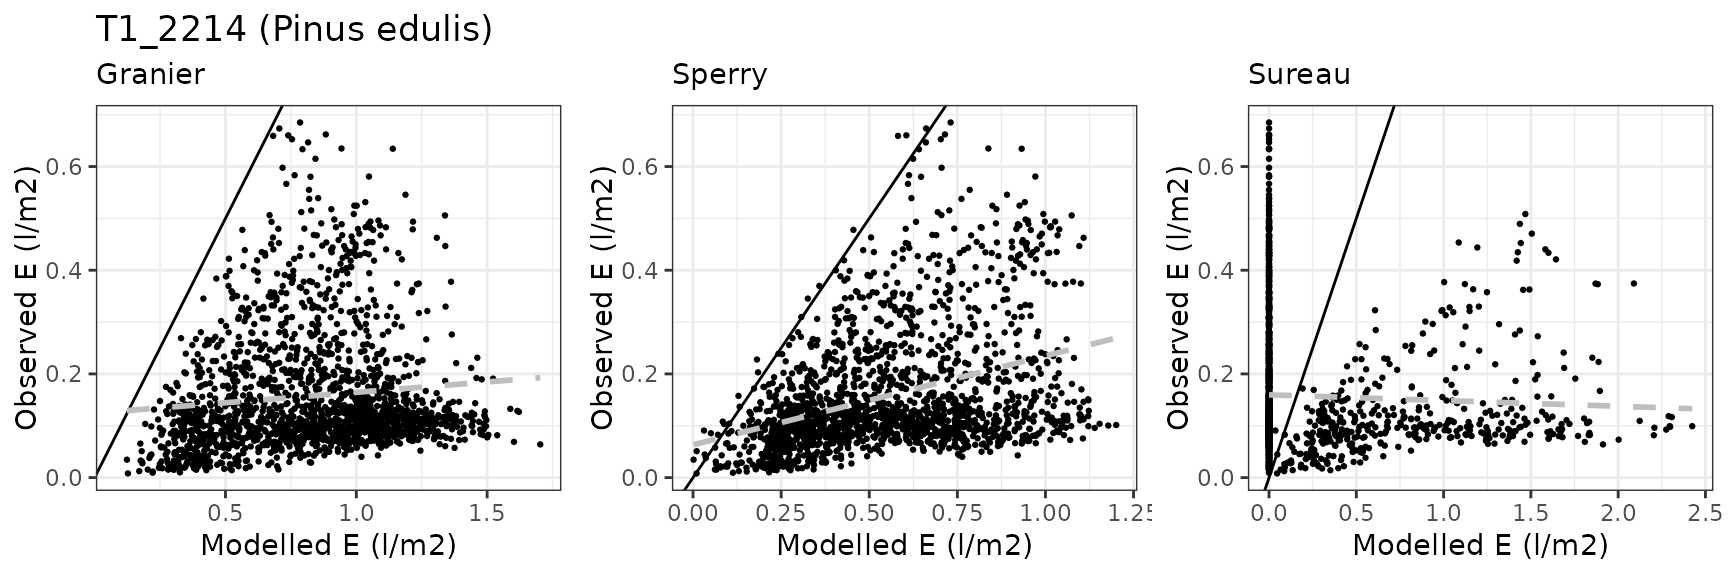 T1_2214 (Pinus edulis)
Granier
Sperry
Sureau
Observed E (l/m2)
0.6
0.4
0.2
0.0
0.5 1.0 1.5
Modelled E (l/m2)
Observed E (l/m2)
0.6
0.4
0.2
0.0
0.00 0.25 0.50 0.75 1.00 1.25
Modelled E (l/m2)
Observed E (l/m2)
0.6
0.4
0.2
0.0
0.0 0.5 1.0 1.5 2.0 2.5
Modelled E (l/m2)